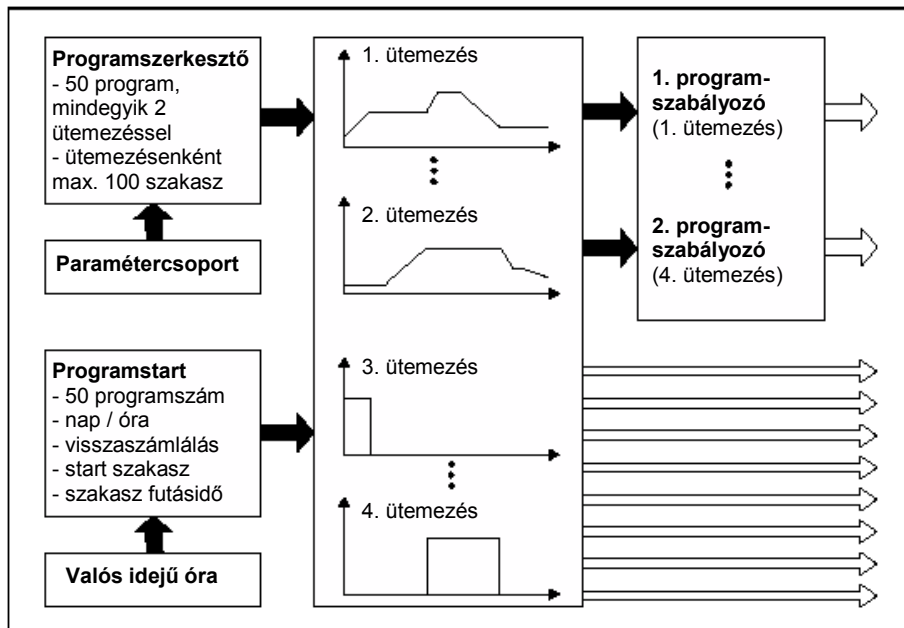 Programszerkesztő
- 50 program,
mindegyik 2
ütemezéssel
- ütemezésenként
max. 100 szakasz
Paramétercsoport
Programstart
- 50 programszám
- nap / óra
- visszaszámlálás
- start szakasz
- szakasz futásidő
Valós idejű óra
1. ütemezés
2. ütemezés
3. ütemezés
4. ütemezés
1. program-
szabályozó
(1. ütemezés)
2. program-
szabályozó
(4. ütemezés)